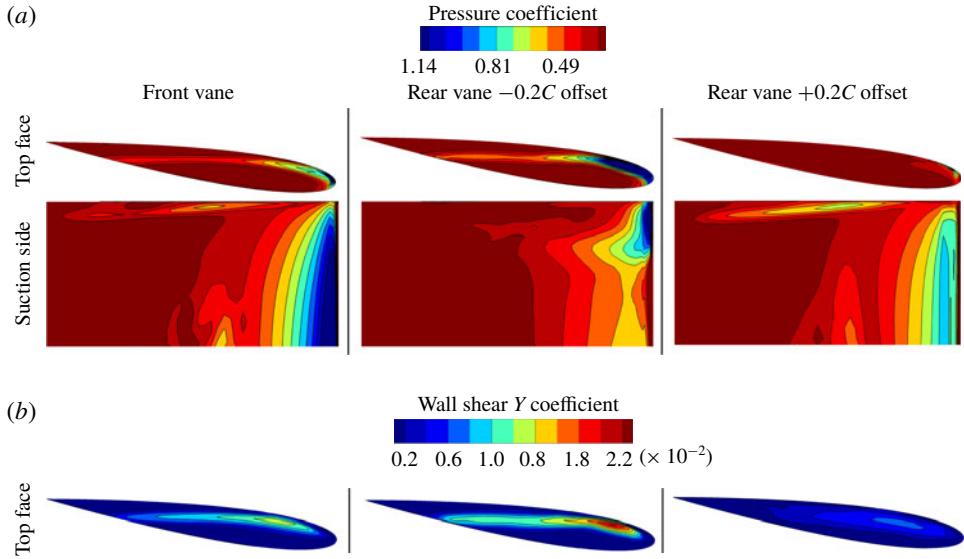 (a)
Pressure coefficient
1.14 0.81 0.49
Front vane
Rear vane −0.2C offset
Rear vane +0.2C offset
Top face
Suction side
(b)
Wall shear Y coefficient
0.2 0.6 1.0 0.8 1.8 2.2 (× 10−2)
Top face